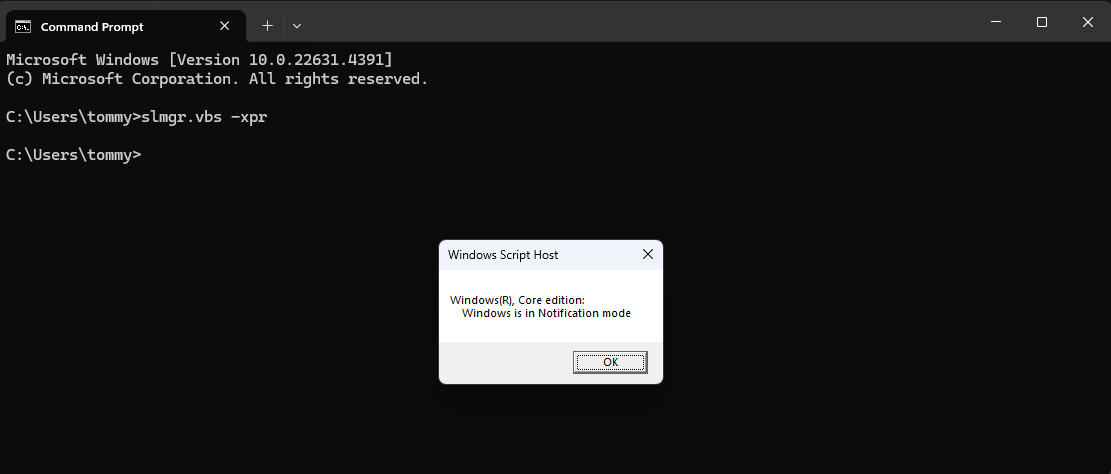 Command Prompt
Microsoft Windows [Version 10.0.22631.4391]
(c) Microsoft Corporation. All rights reserved.
C:\Users\tommy>slmgr.vbs -xpr
C:\Users\tommy>
Windows Script Host
Windows(R), Core edition:
Windows is in Notification mode
OK